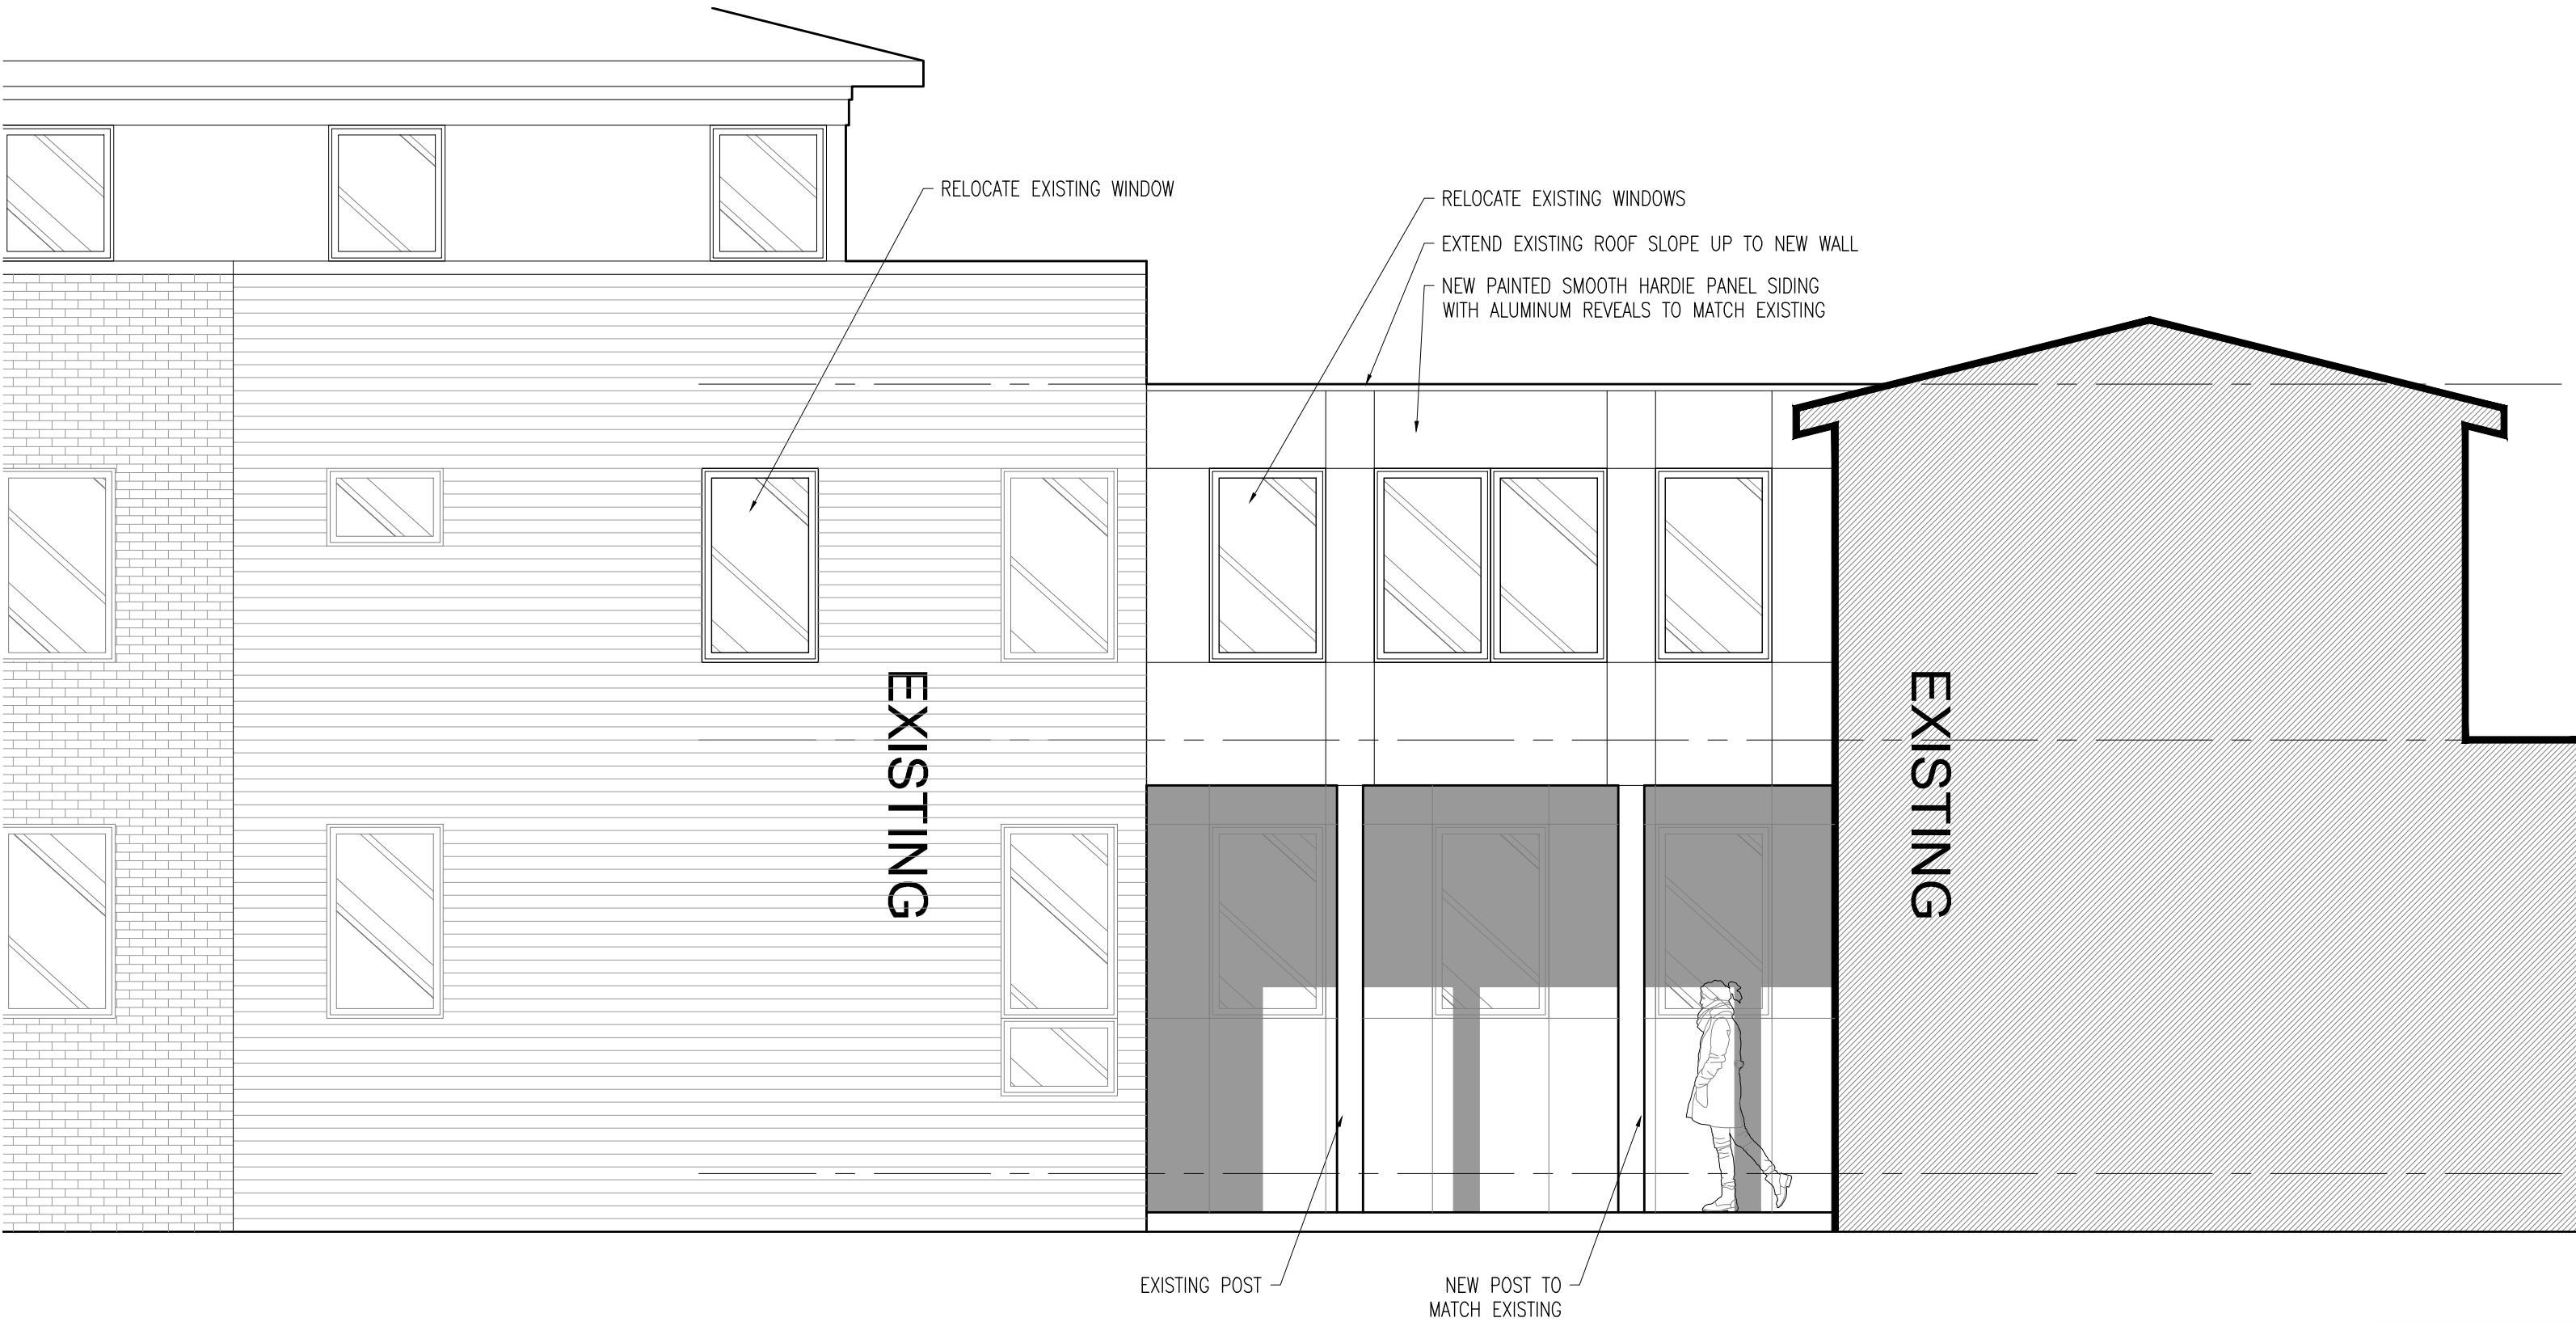 RELOCATE EXISTING WINDOW
RELOCATE EXISTING WINDOWS
EXTEND EXISTING ROOF SLOPE UP TO NEW WALL
NEW PAINTED SMOOTH HARDIE PANEL SIDING
WITH ALUMINUM REVEALS TO MATCH EXISTING
EXISTING
EXISTING
EXISTING POST
NEW POST TO
MATCH EXISTING